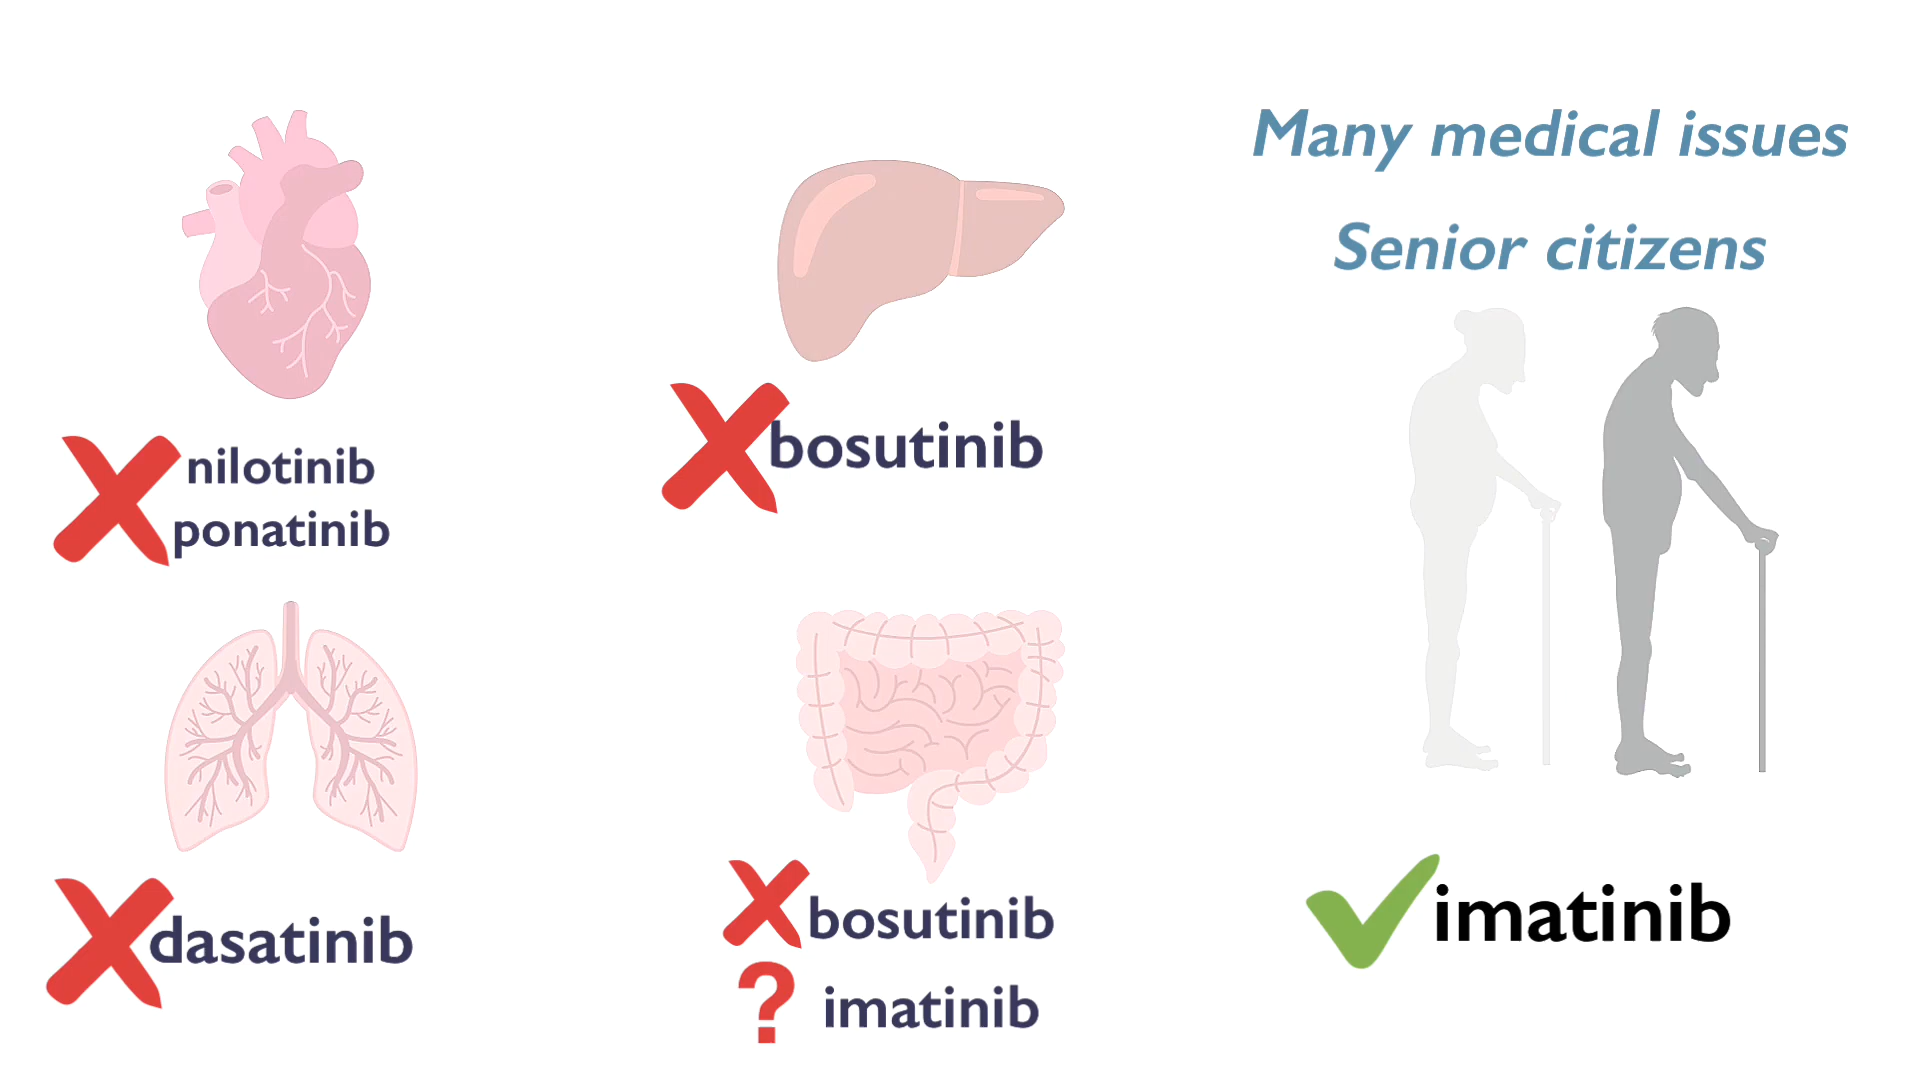 nilotinib
ponatinib
bosutinib
dasatinib
bosutinib
? imatinib
Many medical issues
Senior citizens
imatinib